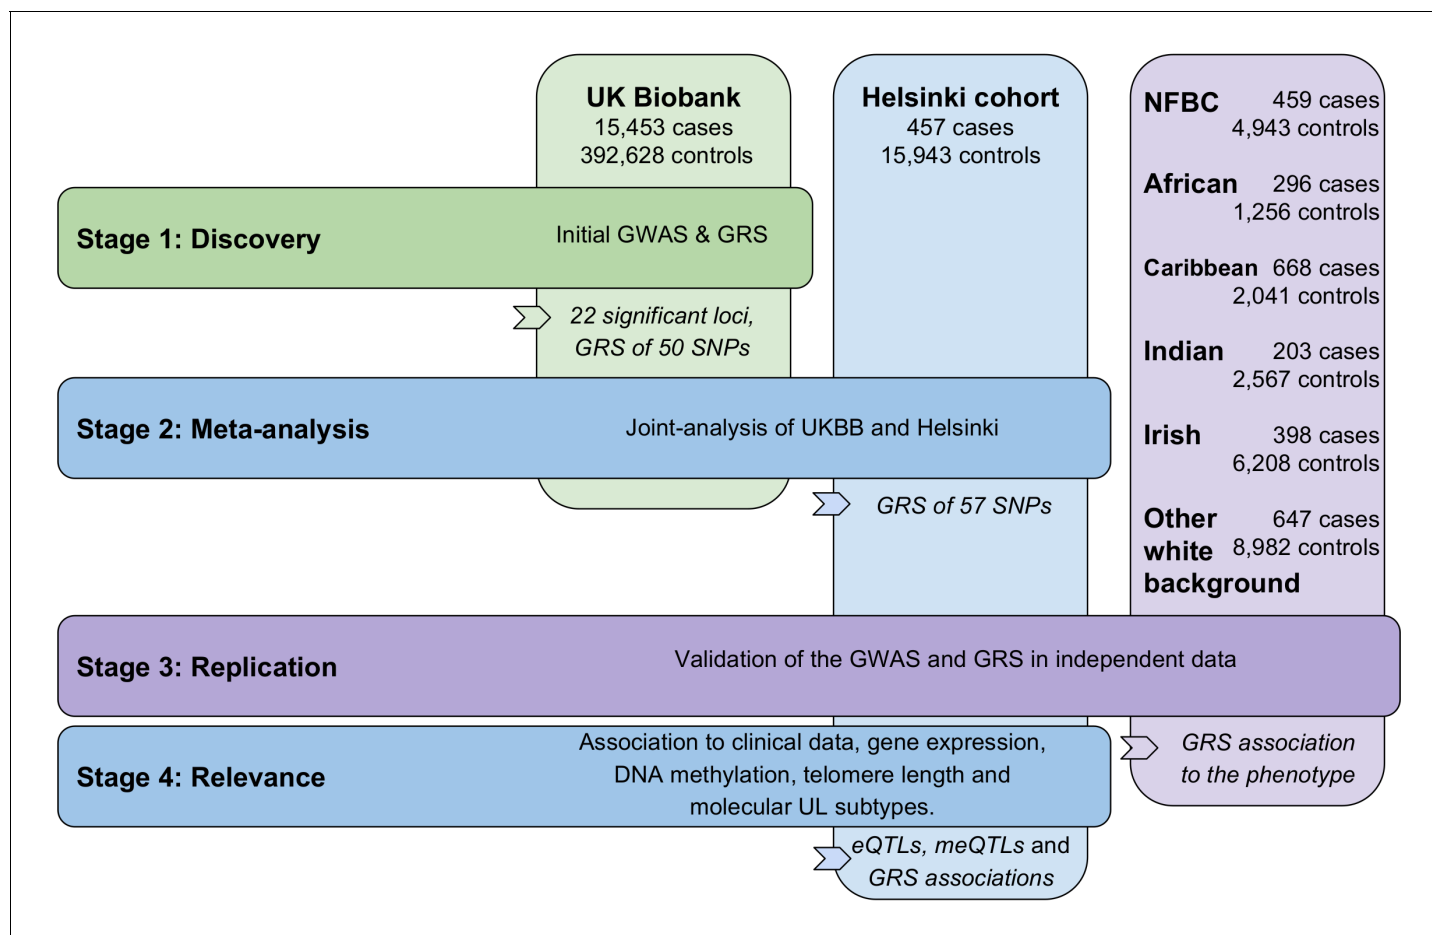 UK Biobank
15,453 cases
392,628 controls
Helsinki cohort
457 cases
15,943 controls
NFBC 459 cases
4,943 controls
African 296 cases
1,256 controls
Caribbean 668 cases
2,041 controls
Indian 203 cases
2,567 controls
Irish 398 cases
6,208 controls
Other 647 cases
white 8,982 controls
background
Stage 1: Discovery
Initial GWAS & GRS
22 significant loci,
GRS of 50 SNPs
Stage 2: Meta-analysis
Joint-analysis of UKBB and Helsinki
GRS of 57 SNPs
Stage 3: Replication
Validation of the GWAS and GRS in independent data
GRS association
to the phenotype
Stage 4: Relevance
Association to clinical data, gene expression,
DNA methylation, telomere length and
molecular UL subtypes.
eQTLs, meQTLs and
GRS associations